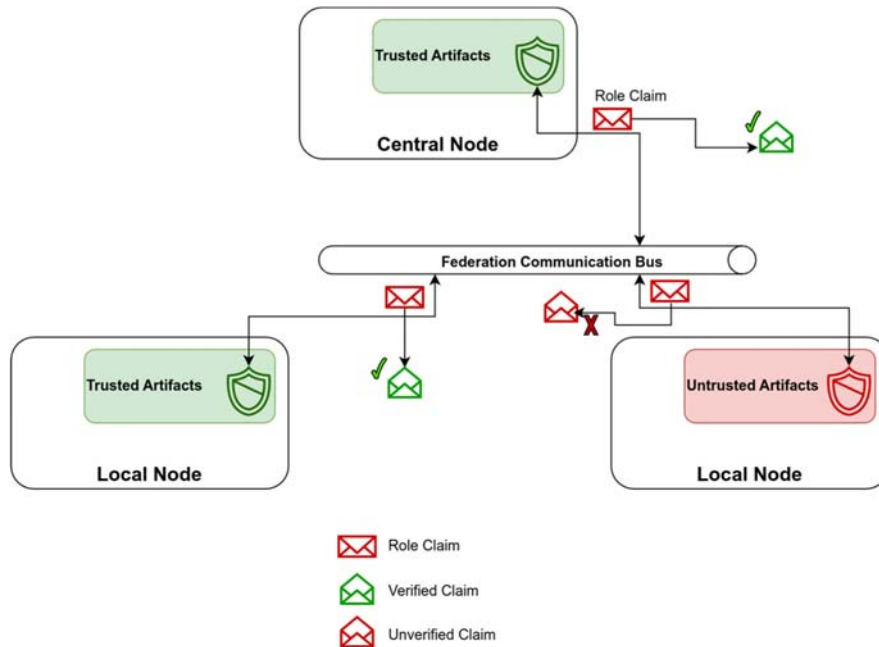 Trusted Artifacts
Role Claim
Central Node
Federation Communication Bus
X
Trusted Artifacts
Untrusted Artifacts
Local Node
Local Node
Role Claim
Verified Claim
Unverified Claim